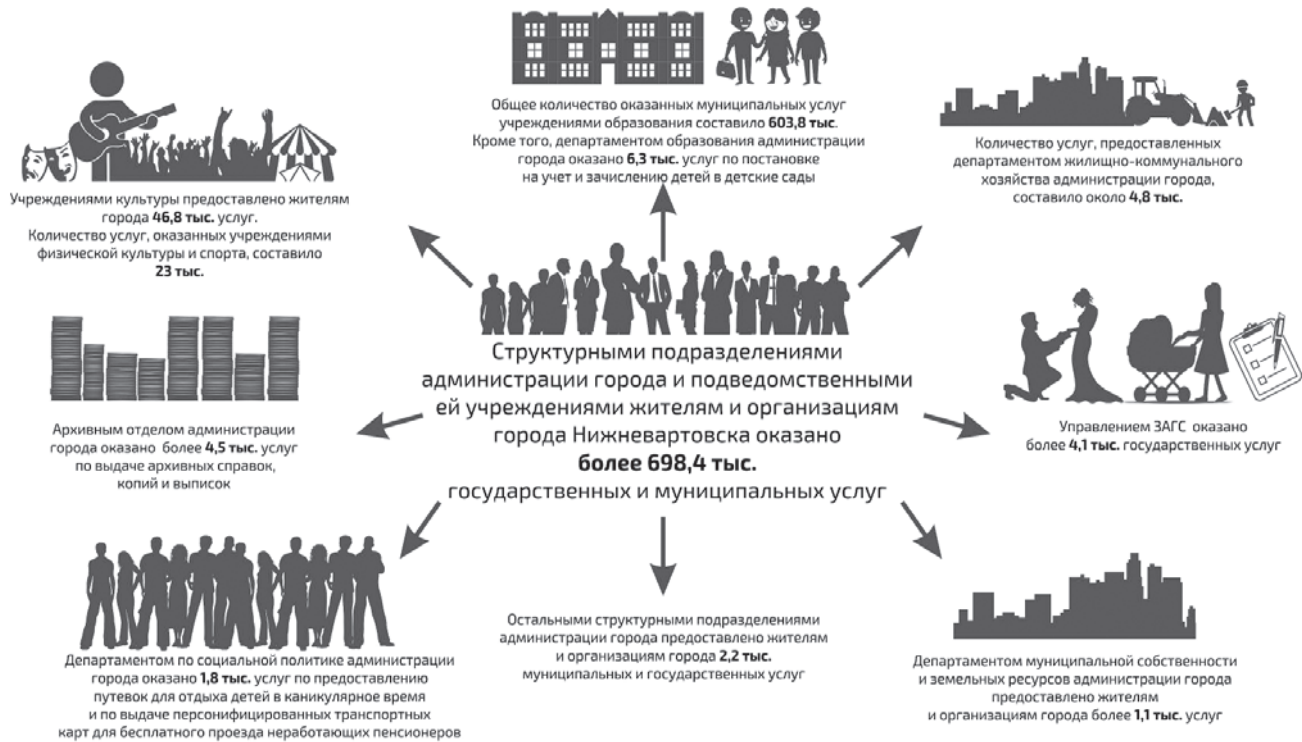 Общее количество оказанных муниципальных услуг
учреждениями образования составило 603,8 тыс.
Кроме того, департаментом образования администрации
города оказано 6,3 тыс. услуг по постановке
на учет и зачислению детей в детские сады
Количество услуг, предоставленных
департаментом жилищно-коммунального
хозяйства администрации города,
составило около 4,8 тыс.
Учреждениями культуры предоставлено жителям
города 46,8 тыс. услуг.
Количество услуг, оказанных учреждениями
физической культуры и спорта, составило
23 тыс.
Структурными подразделениями
администрации города и подведомственными
ей учреждениями жителям и организациям
города Нижневартовска оказано
более 698,4 тыс.
государственных и муниципальных услуг
Архивным отделом администрации
города оказано более 4,5 тыс. услуг
по выдаче архивных справок,
копий и выписок
Управлением ЗАГС оказано
более 4,1 тыс. государственных услуг
Департаментом по социальной политике администрации
города оказано 1,8 тыс. услуг по предоставлению
путевок для отдыха детей в каникулярное время
и по выдаче персонифицированных транспортных
карт для бесплатного проезда неработающих пенсионеров
Остальными структурными подразделениями
администрации города предоставлено жителям
и организациям города 2,2 тыс.
муниципальных и государственных услуг
Департаментом муниципальной собственности
и земельных ресурсов администрации города
предоставлено жителям
и организациям города более 1,1 тыс. услуг